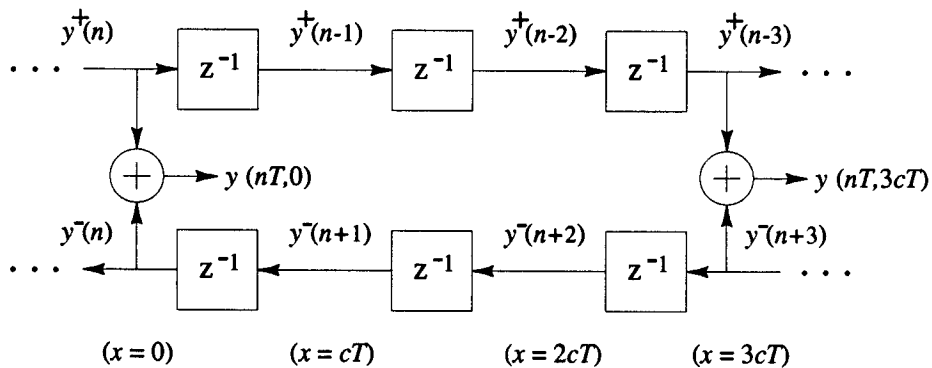 y⁺(n) y⁺(n-1) y⁺(n-2) y⁺(n-3)
· · · z⁻¹ z⁻¹ z⁻¹ · · ·
+ y (nT,0) + y (nT,3cT)
y⁻(n) y⁻(n+1) y⁻(n+2) y⁻(n+3)
· · · z⁻¹ z⁻¹ z⁻¹ · · ·
(x = 0) (x = cT) (x = 2cT) (x = 3cT)